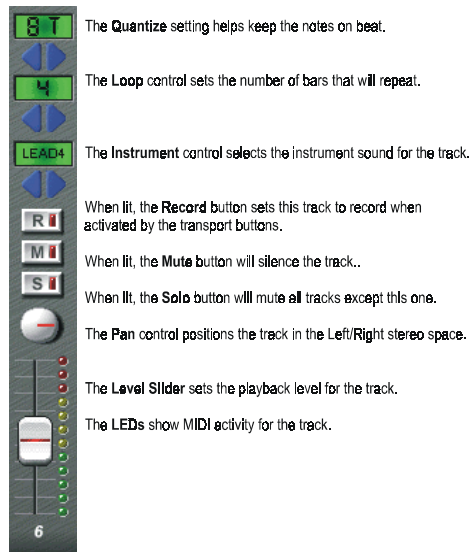 8 T
The Quantize setting helps keep the notes on beat.
4
The Loop control sets the number of bars that will repeat.
LEAD4
The Instrument control selects the instrument sound for the track.
R
When lit, the Record button sets this track to record when
activated by the transport buttons.
M
When lit, the Mute button will silence the track..
S
When lit, the Solo button will mute all tracks except this one.
The Pan control positions the track in the Left/Right stereo space.
The Level Slider sets the playback level for the track.
The LEDs show MIDI activity for the track.
6